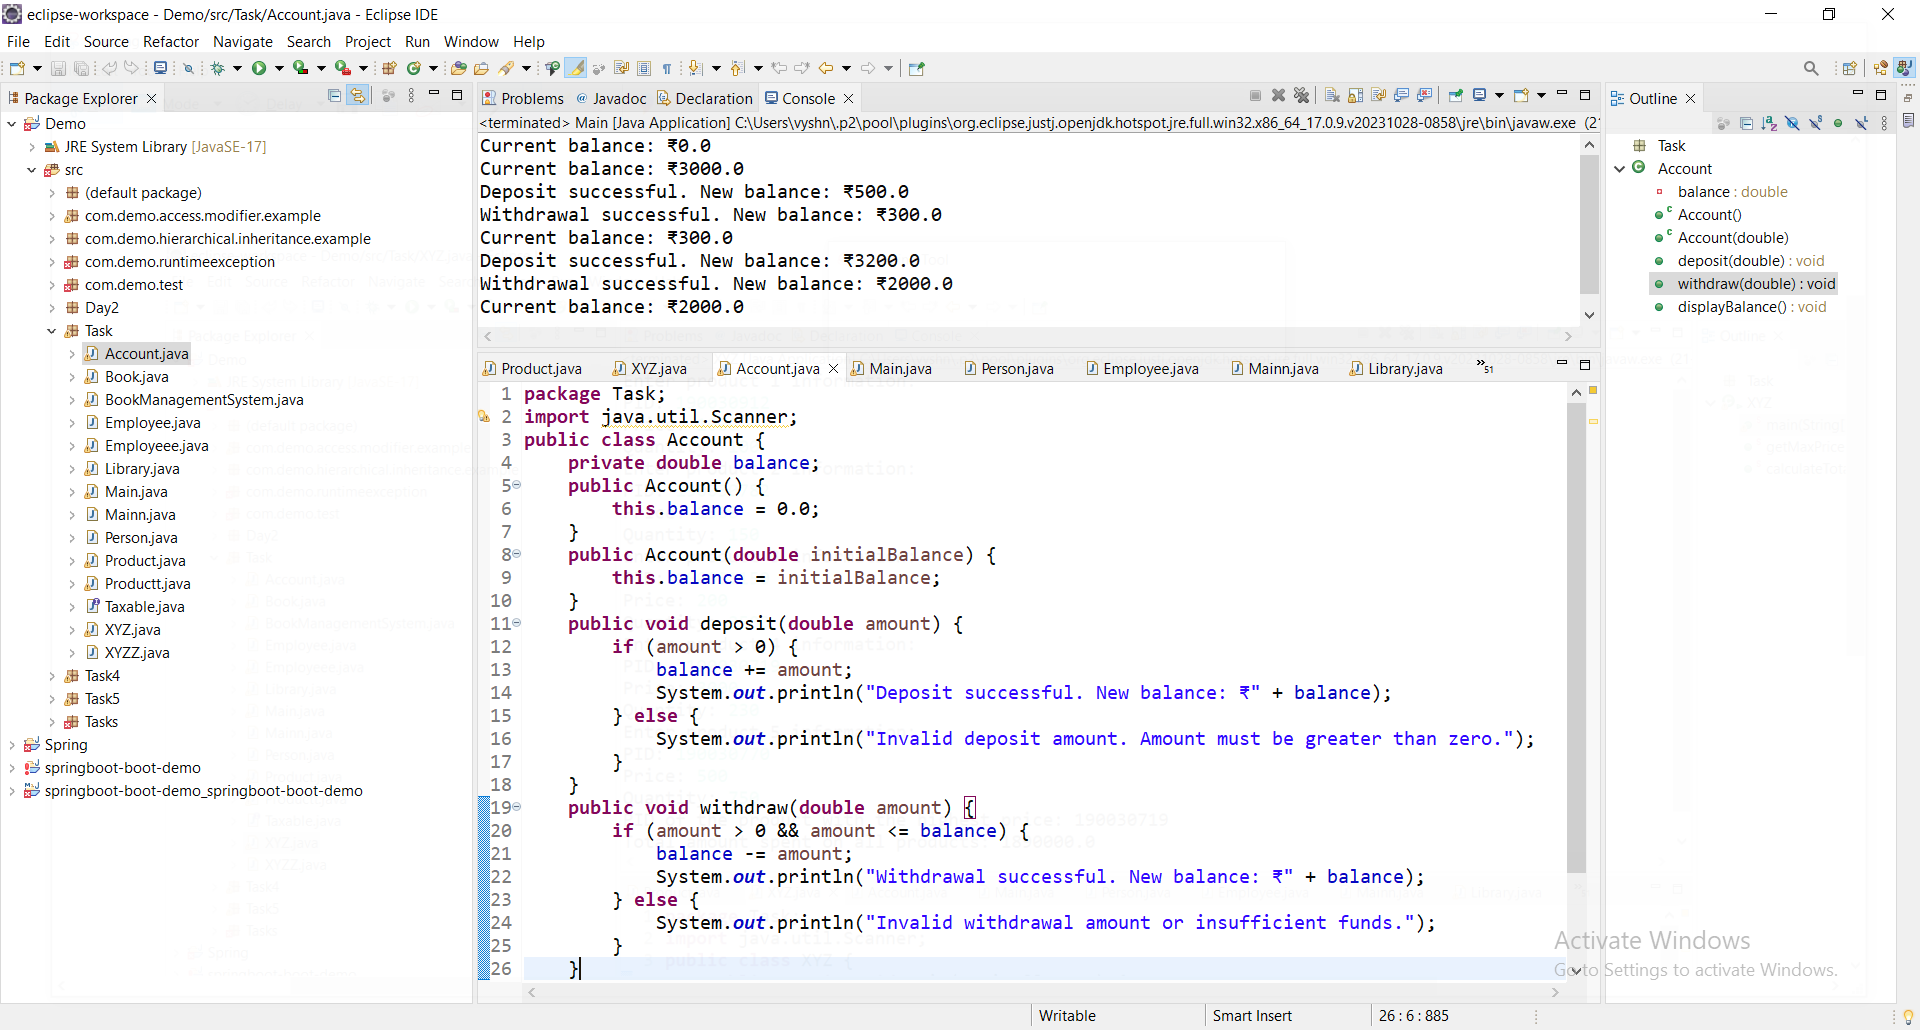 eclipse-workspace - Demo/src/Task/Account.java - Eclipse IDE
File Edit Source Refactor Navigate Search Project Run Window Help
Package Explorer
Demo
JRE System Library [JavaSE-17]
src
(default package)
com.demo.access.modifier.example
com.demo.hierarchical.inheritance.example
com.demo.runtimeexception
com.demo.test
Day2
Task
Account.java
Book.java
BookManagementSystem.java
Employee.java
Employeee.java
Library.java
Main.java
Mainn.java
Person.java
Product.java
Productt.java
Taxable.java
XYZ.java
XYZZ.java
Task4
Task5
Tasks
Spring
springboot-boot-demo
springboot-boot-demo_springboot-boot-demo
Problems @ Javadoc Declaration Console
<terminated> Main [Java Application] C:\Users\vyshn\.p2\pool\plugins\org.eclipse.justj.openjdk.hotspot.jre.full.win32.x86_64_17.0.9.v20231028-0858\jre\bin\javaw.exe (2
Current balance: ₹0.0
Current balance: ₹3000.0
Deposit successful. New balance: ₹500.0
Withdrawal successful. New balance: ₹300.0
Current balance: ₹300.0
Deposit successful. New balance: ₹3200.0
Withdrawal successful. New balance: ₹2000.0
Current balance: ₹2000.0
Product.java XYZ.java Account.java Main.java Person.java Employee.java Mainn.java Library.java »51
1 package Task;
2 import java.util.Scanner;
3 public class Account {
4 private double balance;
5 public Account() {
6 this.balance = 0.0;
7 }
8 public Account(double initialBalance) {
9 this.balance = initialBalance;
10 }
11 public void deposit(double amount) {
12 if (amount > 0) {
13 balance += amount;
14 System.out.println("Deposit successful. New balance: ₹" + balance);
15 } else {
16 System.out.println("Invalid deposit amount. Amount must be greater than zero.");
17 }
18 }
19 public void withdraw(double amount) {
20 if (amount > 0 && amount <= balance) {
21 balance -= amount;
22 System.out.println("Withdrawal successful. New balance: ₹" + balance);
23 } else {
24 System.out.println("Invalid withdrawal amount or insufficient funds.");
25 }
26 }
Outline
Task
Account
balance : double
Account()
Account(double)
deposit(double) : void
withdraw(double) : void
displayBalance() : void
Activate Windows
Go to Settings to activate Windows.
Writable Smart Insert 26 : 6 : 885